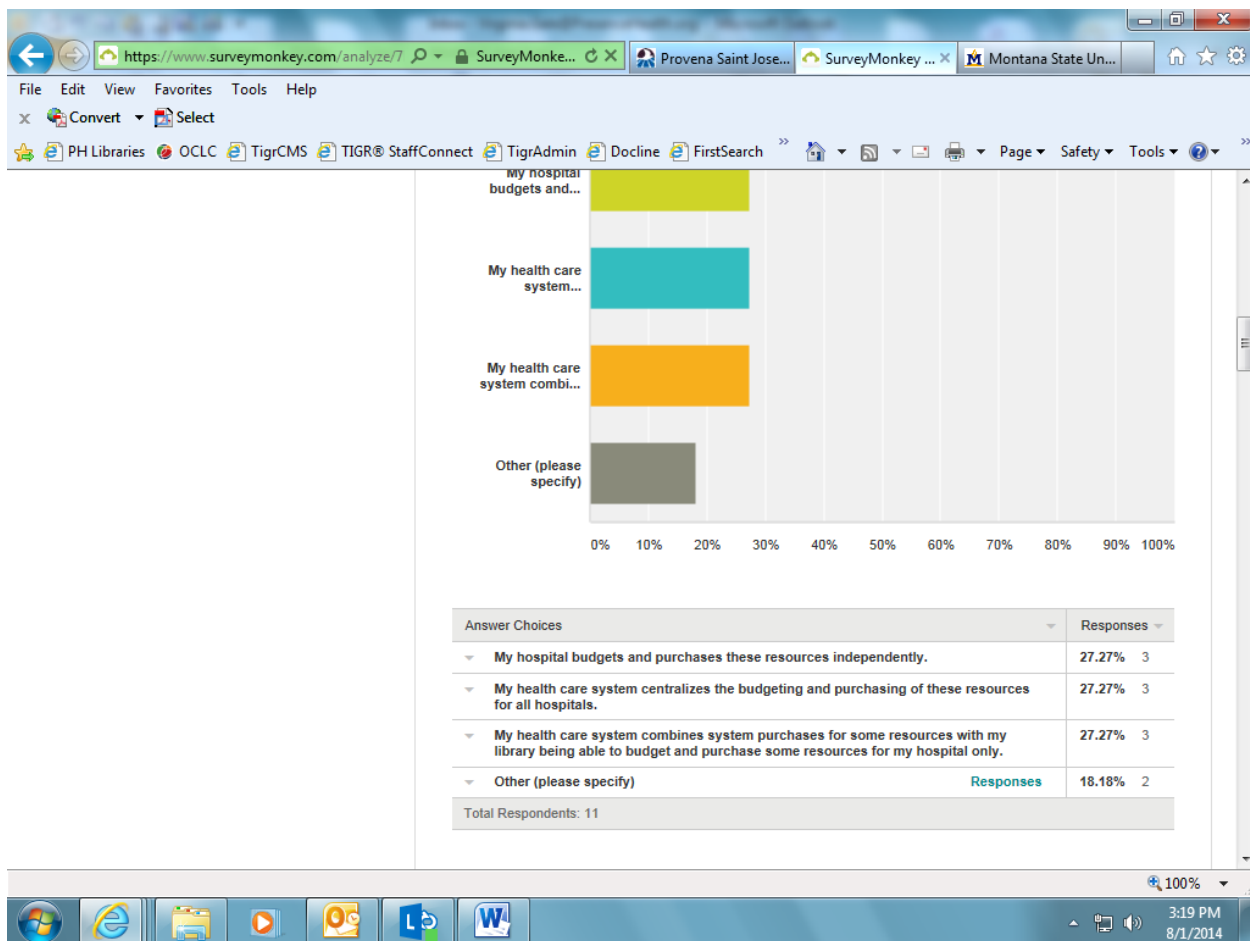 https://www.surveymonkey.com/analyze/7
SurveyMonke...
Provena Saint Jose...
SurveyMonkey ...
Montana State Un...
File Edit View Favorites Tools Help
x Convert Select
PH Libraries OCLC TigrCMS TIGR® StaffConnect TigrAdmin Docline FirstSearch » Page Safety Tools »
My hospital
budgets and...
My health care
system...
My health care
system combi...
Other (please
specify)
0% 10% 20% 30% 40% 50% 60% 70% 80% 90% 100%
Answer Choices Responses
My hospital budgets and purchases these resources independently. 27.27% 3
My health care system centralizes the budgeting and purchasing of these resources 27.27% 3
for all hospitals.
My health care system combines system purchases for some resources with my 27.27% 3
library being able to budget and purchase some resources for my hospital only.
Other (please specify) Responses 18.18% 2
Total Respondents: 11
100%
3:19 PM
8/1/2014